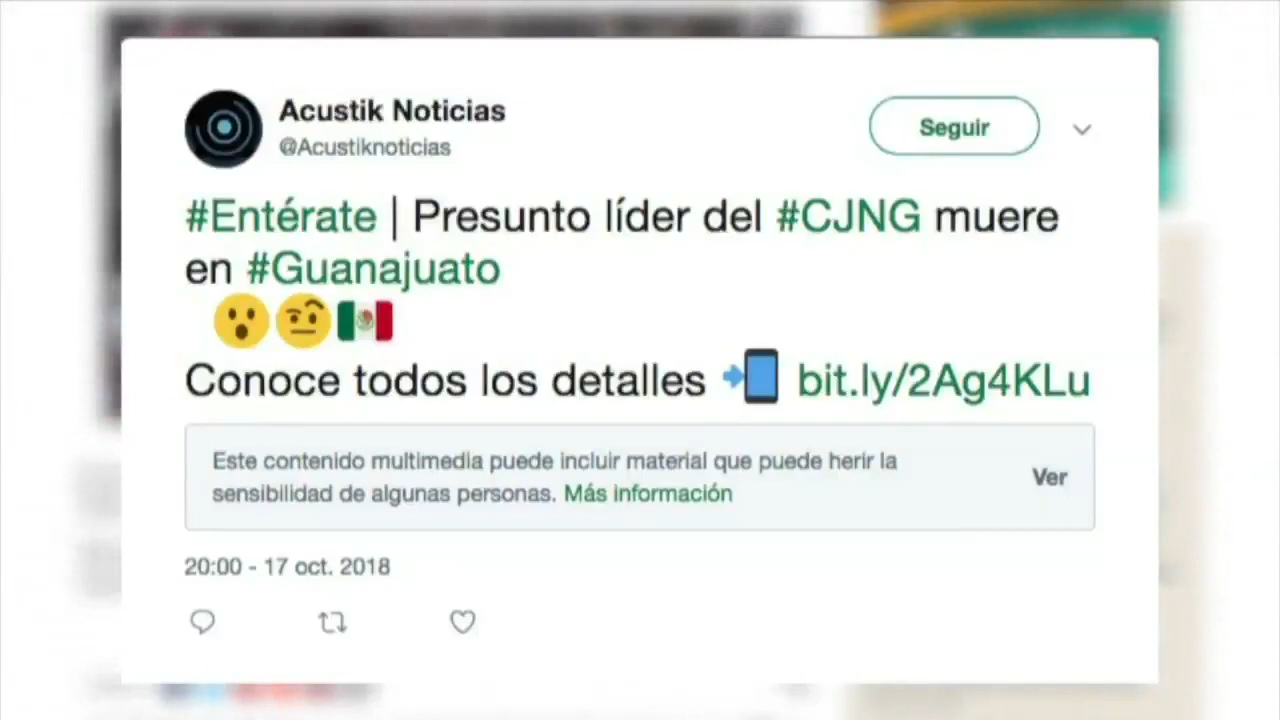 Acustik Noticias
@Acustiknoticias
Seguir
#Entérate | Presunto líder del #CJNG muere
en #Guanajuato
😮🤨🇲🇽
Conoce todos los detalles 📲 bit.ly/2Ag4KLu
Este contenido multimedia puede incluir material que puede herir la
sensibilidad de algunas personas. Más información
Ver
20:00 - 17 oct. 2018